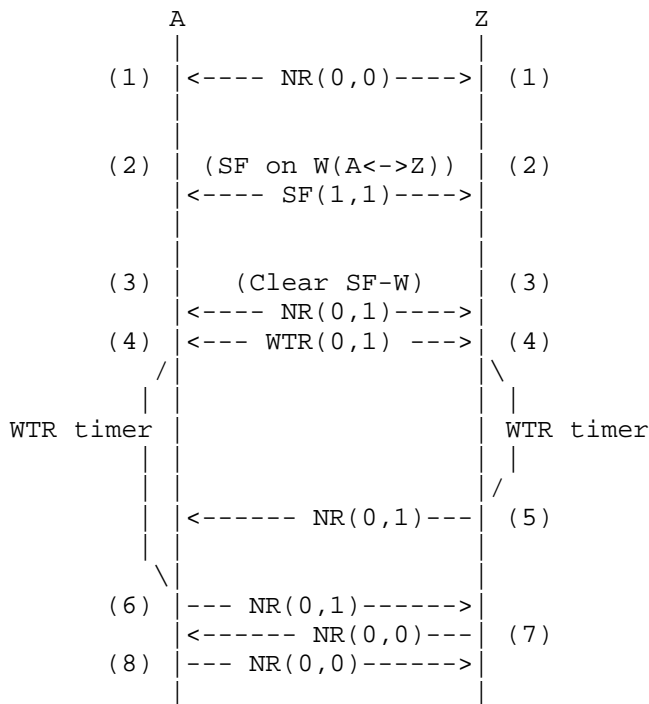 A Z
(1) <---- NR(0,0)----> (1)
(2) (SF on W(A<->Z)) (2)
<---- SF(1,1)---->
(3) (Clear SF-W) (3)
<---- NR(0,1)---->
(4) <--- WTR(0,1) ---> (4)
WTR timer WTR timer
<------ NR(0,1)--- (5)
(6) --- NR(0,1)------>
<------ NR(0,0)--- (7)
(8) --- NR(0,0)------>